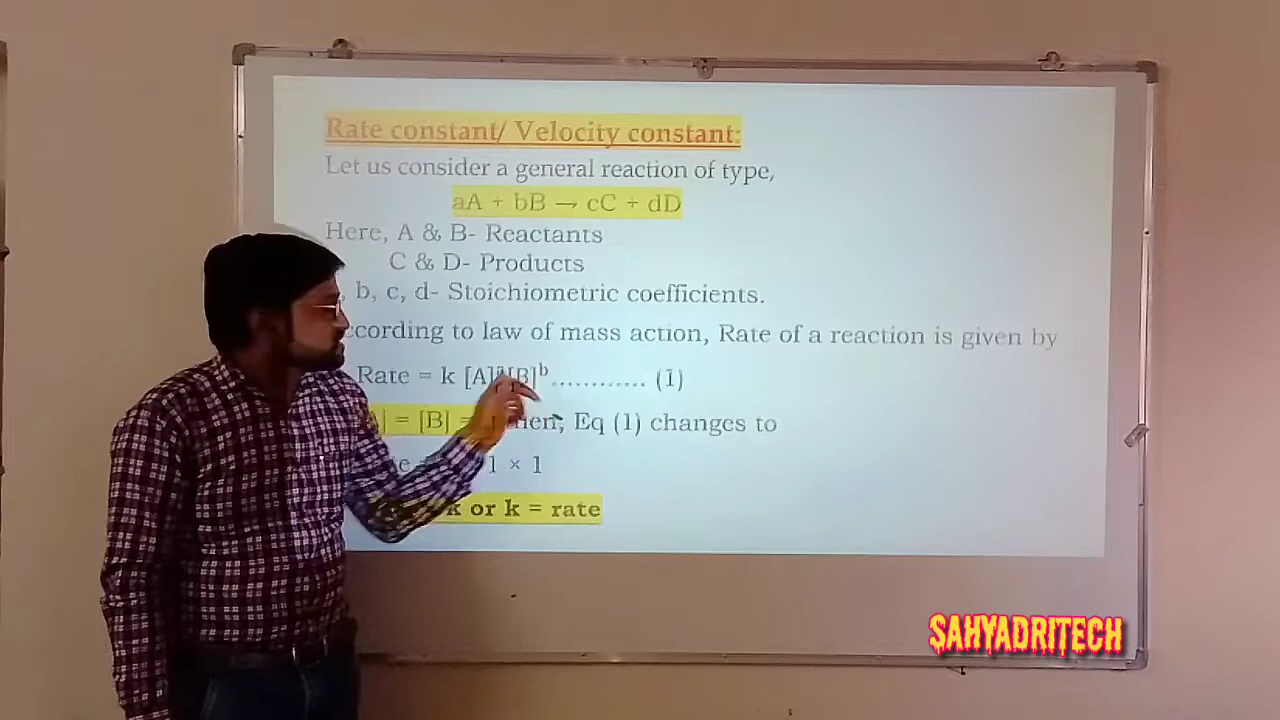 Rate constant/ Velocity constant:
Let us consider a general reaction of type,
aA + bB → cC + dD
Here, A & B- Reactants
C & D- Products
, b, c, d- Stoichiometric coefficients.
ccording to law of mass action, Rate of a reaction is given by
Rate = k [A]ᵃ[B]ᵇ............ (1)
A] = [B] = then, Eq (1) changes to
1 × 1
k or k = rate
SAHYADRITECH